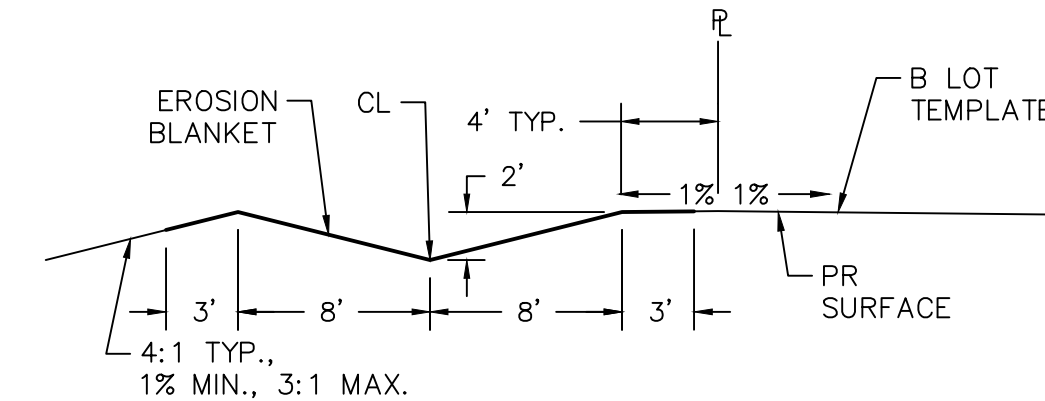 PL
B LOT
TEMPLATE
EROSION
BLANKET
CL
4' TYP.
2'
1% 1%
PR
SURFACE
3'
8'
8'
3'
4:1 TYP.,
1% MIN., 3:1 MAX.